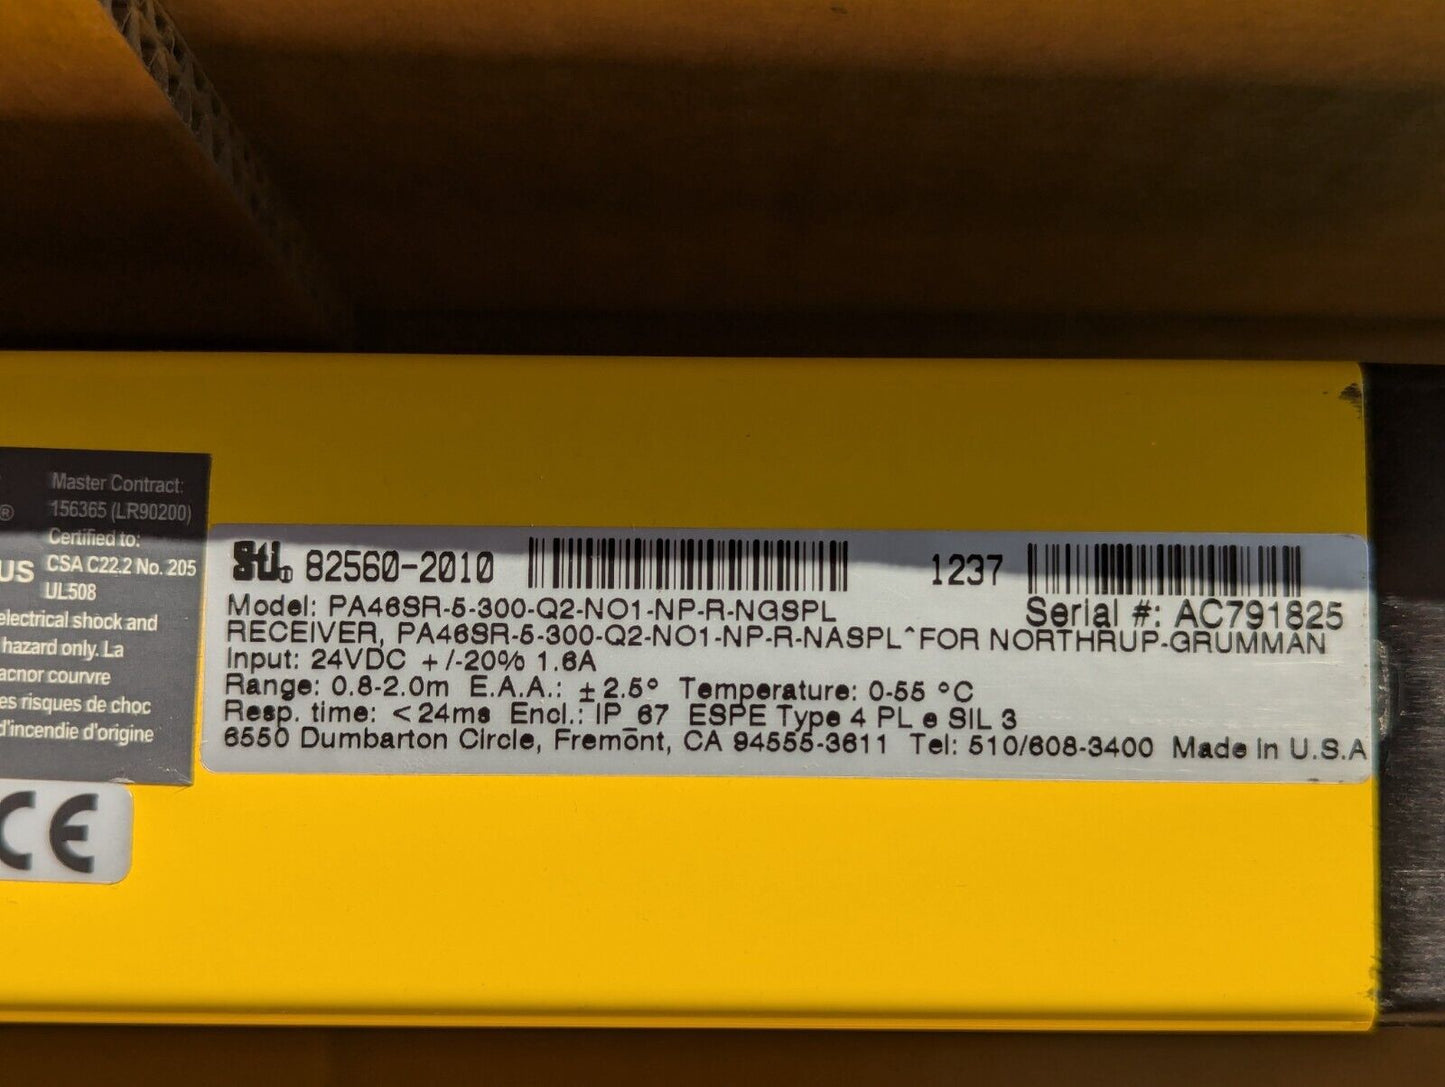 Master Contract:
®
156365 (LR90200)
Certified to:
US
CSA C22.2 No. 205
UL508
electrical shock and
hazard only. La
acnor courvre
es risques de choc
d'incendie d'origine
CE
STI® 82560-2010 1237
Model: PA46SR-5-300-Q2-NO1-NP-R-NGSPL Serial #: AC791825
RECEIVER, PA46SR-5-300-Q2-NO1-NP-R-NASPL^FOR NORTHRUP-GRUMMAN
Input: 24VDC +/-20% 1.6A
Range: 0.8-2.0m E.A.A.: ±2.5° Temperature: 0-55 °C
Resp. time: <24ms Encl.: IP_67 ESPE Type 4 PL e SIL 3
6550 Dumbarton Circle, Fremont, CA 94555-3611 Tel: 510/608-3400 Made in U.S.A